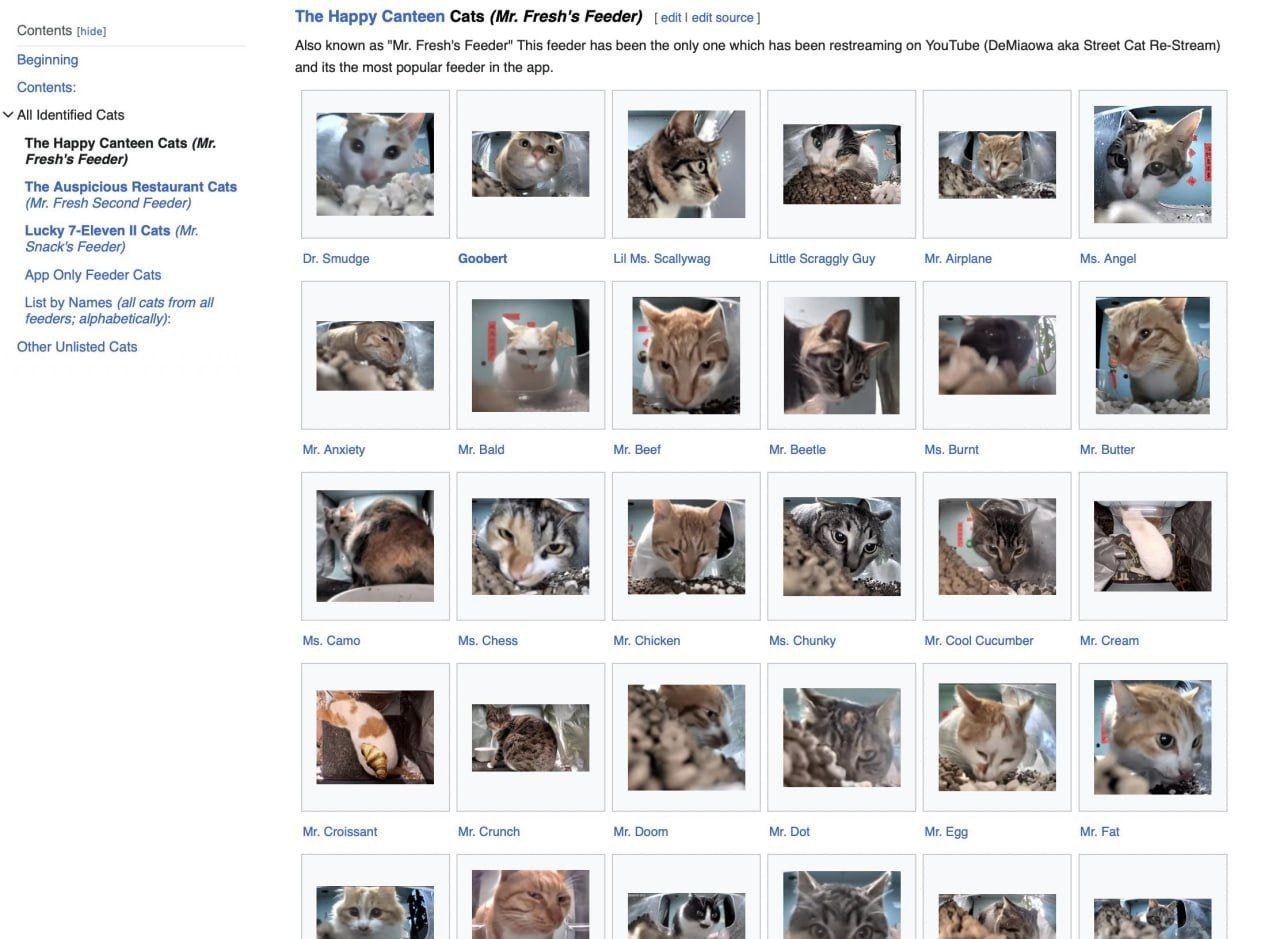 Contents [hide]
Beginning
Contents:
All Identified Cats
The Happy Canteen Cats (Mr.
Fresh's Feeder)
The Auspicious Restaurant Cats
(Mr. Fresh Second Feeder)
Lucky 7-Eleven II Cats (Mr.
Snack's Feeder)
App Only Feeder Cats
List by Names (all cats from all
feeders; alphabetically):
Other Unlisted Cats
The Happy Canteen Cats (Mr. Fresh's Feeder) [ edit | edit source ]
Also known as "Mr. Fresh's Feeder" This feeder has been the only one which has been restreaming on YouTube (DeMiaowa aka Street Cat Re-Stream)
and its the most popular feeder in the app.
Dr. Smudge
Goobert
Lil Ms. Scallywag
Little Scraggly Guy
Mr. Airplane
Ms. Angel
Mr. Anxiety
Mr. Bald
Mr. Beef
Mr. Beetle
Ms. Burnt
Mr. Butter
Ms. Camo
Ms. Chess
Mr. Chicken
Ms. Chunky
Mr. Cool Cucumber
Mr. Cream
Mr. Croissant
Mr. Crunch
Mr. Doom
Mr. Dot
Mr. Egg
Mr. Fat